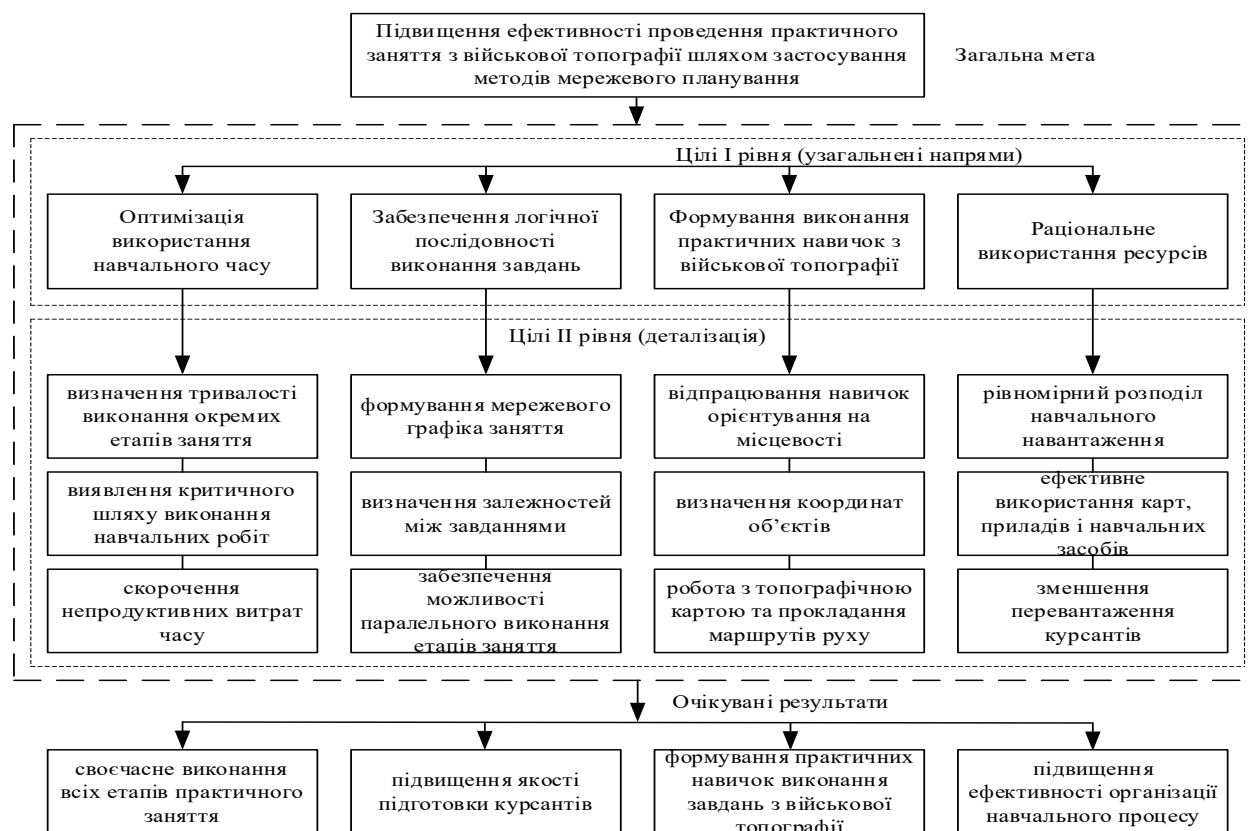 Підвищення ефективності проведення практичного
заняття з військової топографії шляхом застосування
методів мережевого планування
Загальна мета
Цілі І рівня (узагальнені напрями)
Оптимізація
використання
навчального часу
Забезпечення логічної
послідовності
виконання завдань
Формування виконання
практичних навичок з
військової топографії
Раціональне
використання ресурсів
Цілі ІІ рівня (деталізація)
визначення тривалості
виконання окремих
етапів заняття
формування мережевого
графіка заняття
відпрацювання навичок
орієнтування на
місцевості
рівномірний розподіл
навчального
навантаження
виявлення критичного
шляху виконання
навчальних робіт
визначення залежностей
між завданнями
визначення координат
об’єктів
ефективне
використання карт,
приладів і навчальних
засобів
скорочення
непродуктивних витрат
часу
забезпечення
можливості
паралельного виконання
етапів заняття
робота з топографічною
картою та прокладання
маршрутів руху
зменшення
перевантаження
курсантів
Очікувані результати
своєчасне виконання
всіх етапів практичного
заняття
підвищення якості
підготовки курсантів
формування практичних
навичок виконання
завдань з військової
топографії
підвищення
ефективності організації
навчального процесу